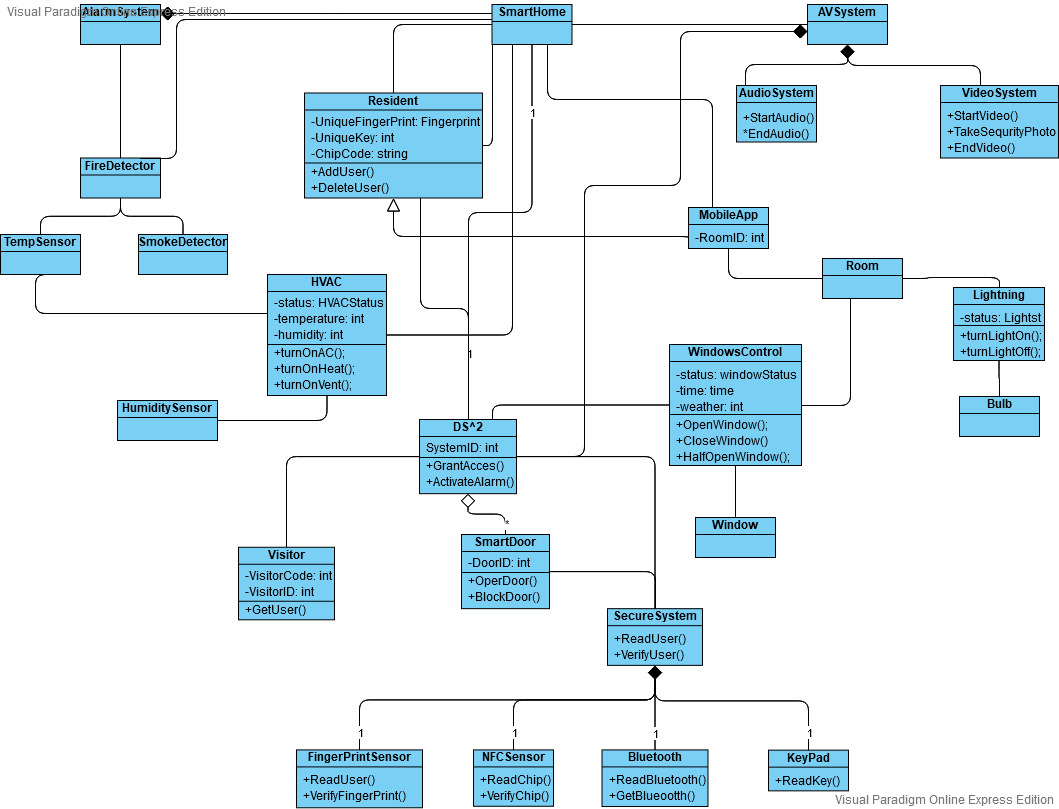 Visual Paradigm Online Express Edition
AlarmSystem
SmartHome
AVSystem
AudioSystem
+StartAudio()
*EndAudio()
VideoSystem
+StartVideo()
+TakeSequrityPhoto
+EndVideo()
Resident
-UniqueFingerPrint: Fingerprint
-UniqueKey: int
-ChipCode: string
+AddUser()
+DeleteUser()
1
FireDetector
MobileApp
-RoomID: int
TempSensor
SmokeDetector
Room
HVAC
-status: HVACStatus
-temperature: int
-humidity: int
+turnOnAC();
+turnOnHeat();
+turnOnVent();
Lightning
-status: Lightst
+turnLightOn();
+turnLightOff();
1
WindowsControl
-status: windowStatus
-time: time
-weather: int
+OpenWindow();
+CloseWindow()
+HalfOpenWindow();
HumiditySensor
Bulb
DS^2
SystemID: int
+GrantAcces()
+ActivateAlarm()
*
Window
SmartDoor
-DoorID: int
+OperDoor()
+BlockDoor()
Visitor
-VisitorCode: int
-VisitorID: int
+GetUser()
SecureSystem
+ReadUser()
+VerifyUser()
1
1
1
1
FingerPrintSensor
+ReadUser()
+VerifyFingerPrint()
NFCSensor
+ReadChip()
+VerifyChip()
Bluetooth
+ReadBluetooth()
+GetBlueootth()
KeyPad
+ReadKey()
Visual Paradigm Online Express Edition